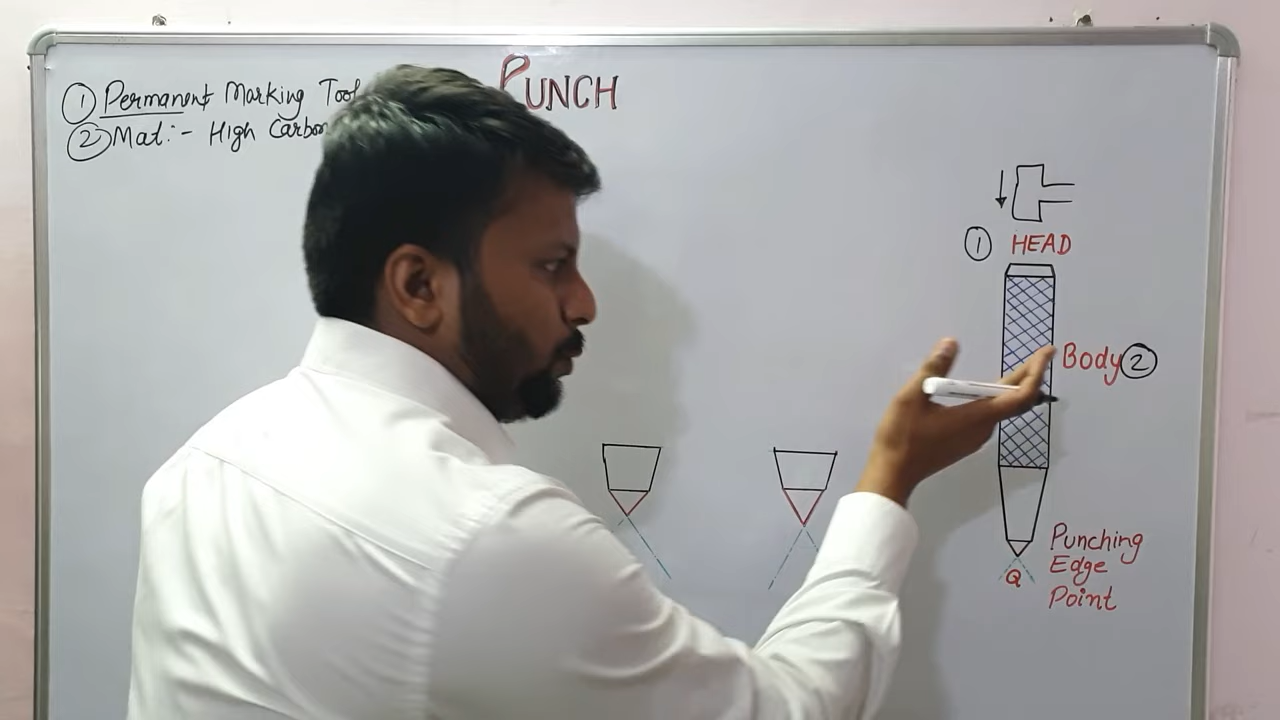 PUNCH
① Permanent Marking Tool
② Mat:- High Carbon
① HEAD
Body ②
Punching
Edge
Point
Q